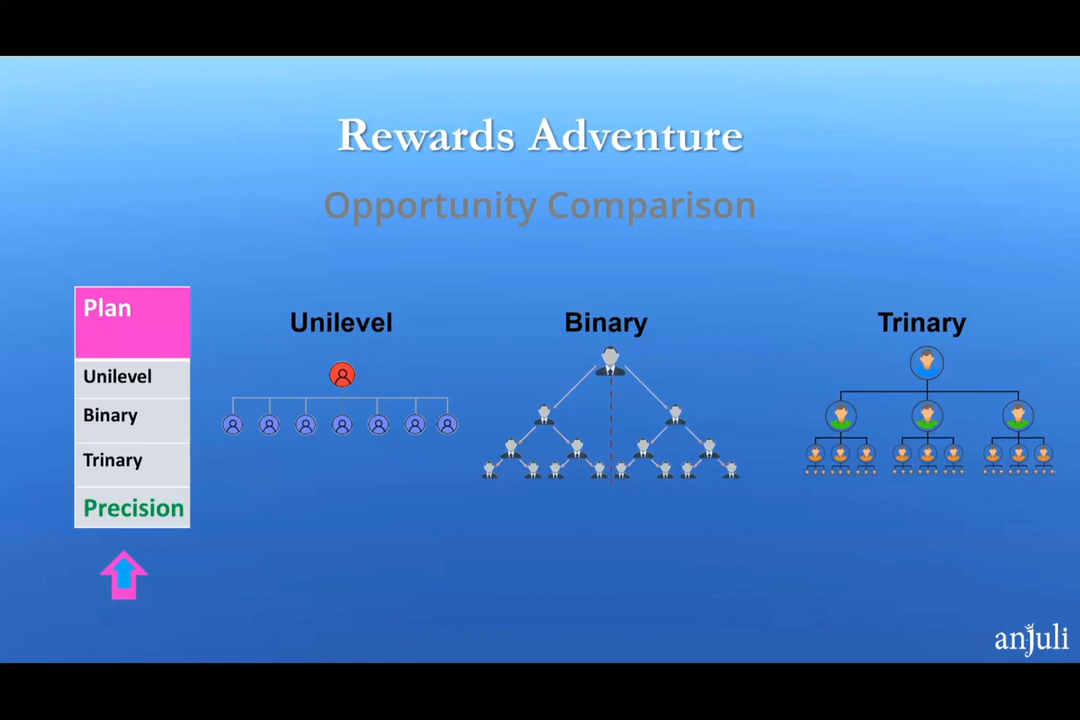 Rewards Adventure
Opportunity Comparison
Plan
Unilevel
Binary
Trinary
Precision
Unilevel
Binary
Trinary
anjuli